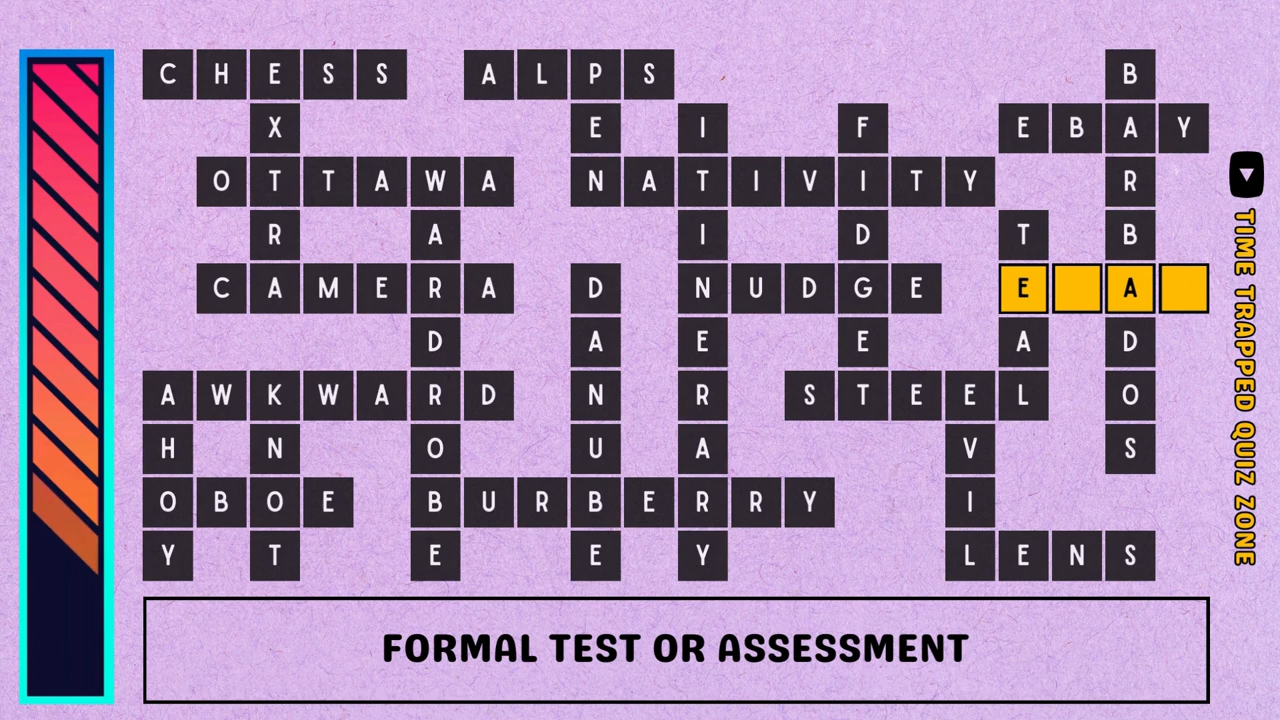 CHESS ALPS B
X E I F EBAY
OTTAWA NATIVITY R
R A I D T B
CAMERA D NUDGE E A
D A E E A D
AWKWARD N R STEEL O
H N O U A V S
OBOE BURBERRY I
Y T E E Y LENS
FORMAL TEST OR ASSESSMENT
TIME TRAPPED QUIZ ZONE